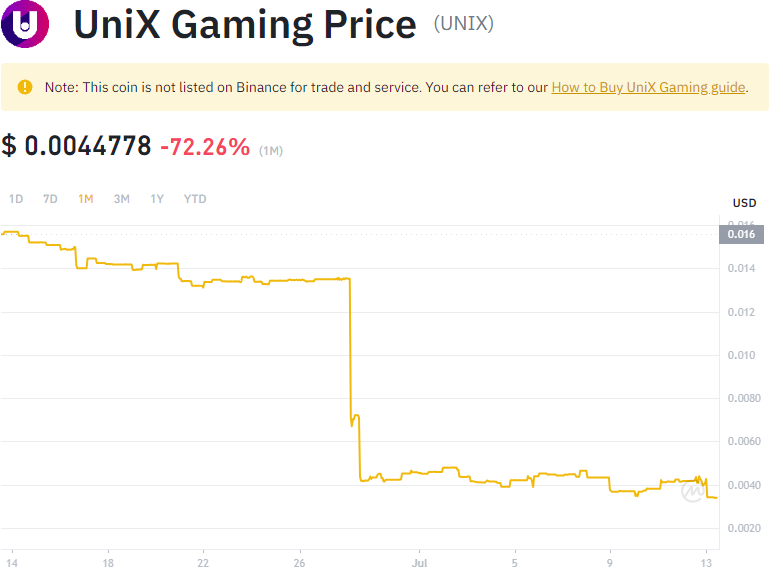 UniX Gaming Price (UNIX)
Note: This coin is not listed on Binance for trade and service. You can refer to our How to Buy UniX Gaming guide.
$ 0.0044778 -72.26% (1M)
1D 7D 1M 3M 1Y YTD
USD
0.016
0.016
0.014
0.012
0.010
0.0080
0.0060
0.0040
0.0020
14 18 22 26 Jul 5 9 13